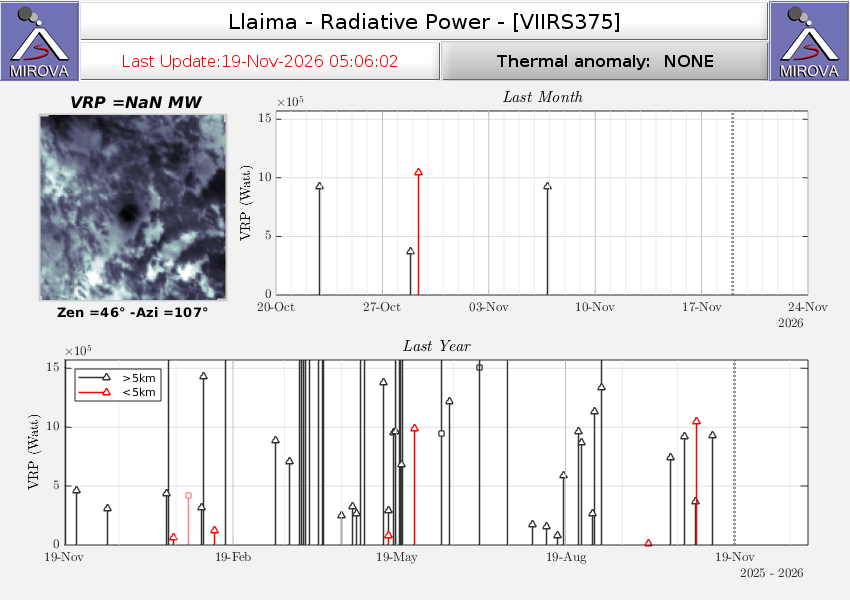 Llaima - Radiative Power - [VIIRS375]
MIROVA
Last Update:19-Nov-2026 05:06:02
Thermal anomaly: NONE
MIROVA
VRP =NaN MW
Zen =46° -Azi =107°
Last Month
×10⁵
VRP (Watt)
15
10
5
0
20-Oct
27-Oct
03-Nov
10-Nov
17-Nov
24-Nov
2026
Last Year
×10⁵
VRP (Watt)
15
10
5
0
>5km
<5km
19-Nov
19-Feb
19-May
19-Aug
19-Nov
2025 - 2026